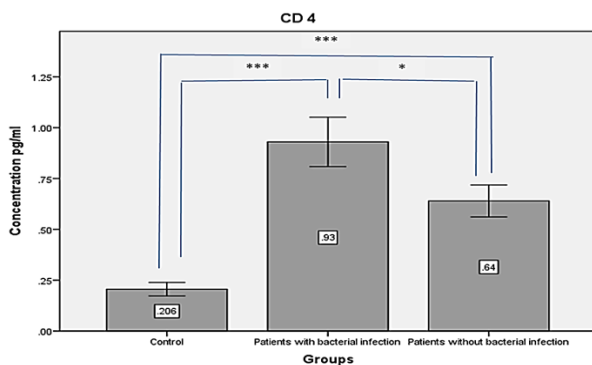 CD 4
***
***
*
Concentration pg/ml
1.25
1.00
.75
.50
.25
.00
.206
.93
.64
Control
Patients with bacterial infection
Patients without bacterial infection
Groups